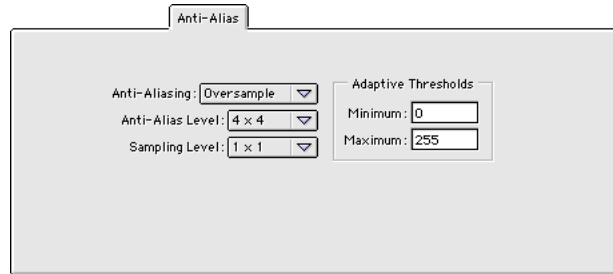 Anti-Alias
Anti-Aliasing: Oversample
Anti-Alias Level: 4 × 4
Sampling Level: 1 × 1
Adaptive Thresholds
Minimum: 0
Maximum: 255